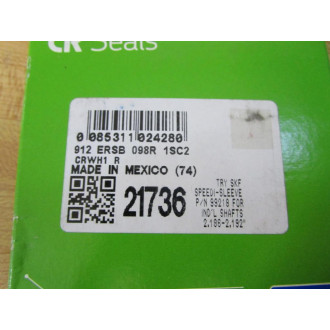 CR Seals
0 085311 024280
912 ERSB 098R 1SC2
CRWH1 R
MADE IN MEXICO (74)
21736
TRY SKF
SPEEDI-SLEEVE
P/N 99218 FOR
IND'L SHAFTS
2.186-2.192"